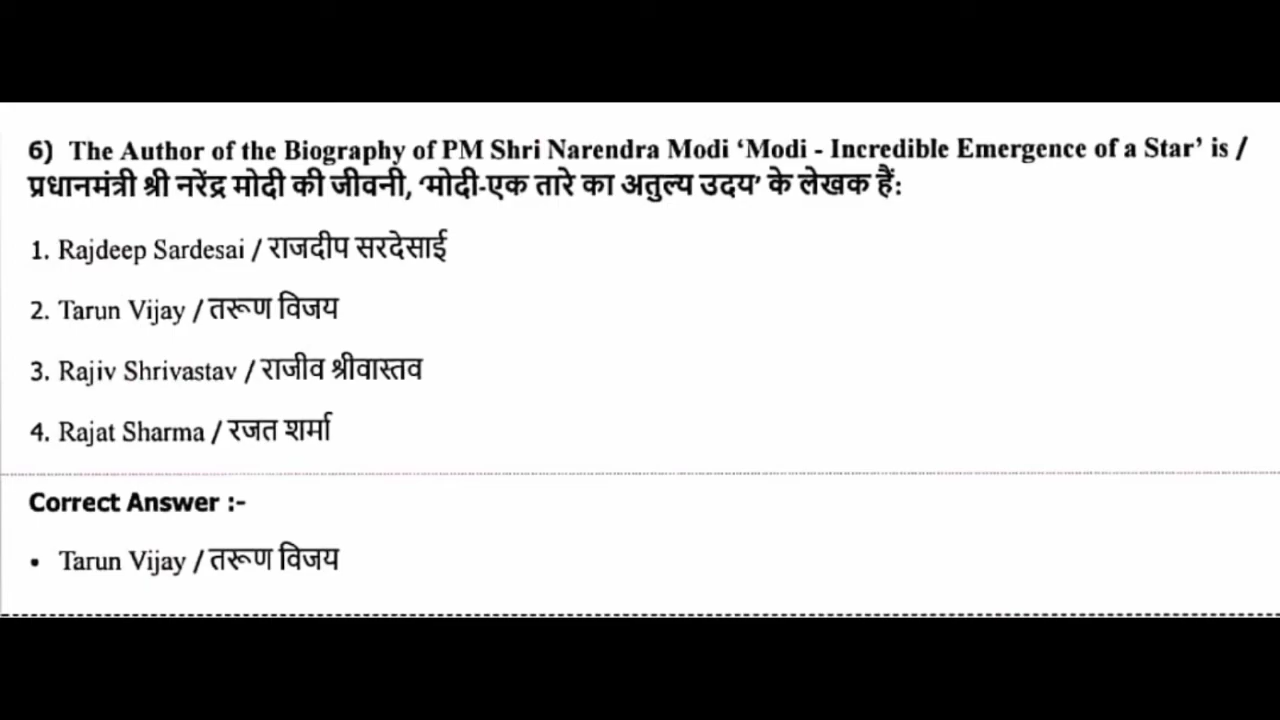 6) The Author of the Biography of PM Shri Narendra Modi ‘Modi - Incredible Emergence of a Star’ is /
प्रधानमंत्री श्री नरेंद्र मोदी की जीवनी, ‘मोदी-एक तारे का अतुल्य उदय’ के लेखक हैं:
1. Rajdeep Sardesai / राजदीप सरदेसाई
2. Tarun Vijay / तरूण विजय
3. Rajiv Shrivastav / राजीव श्रीवास्तव
4. Rajat Sharma / रजत शर्मा
Correct Answer :-
• Tarun Vijay / तरूण विजय